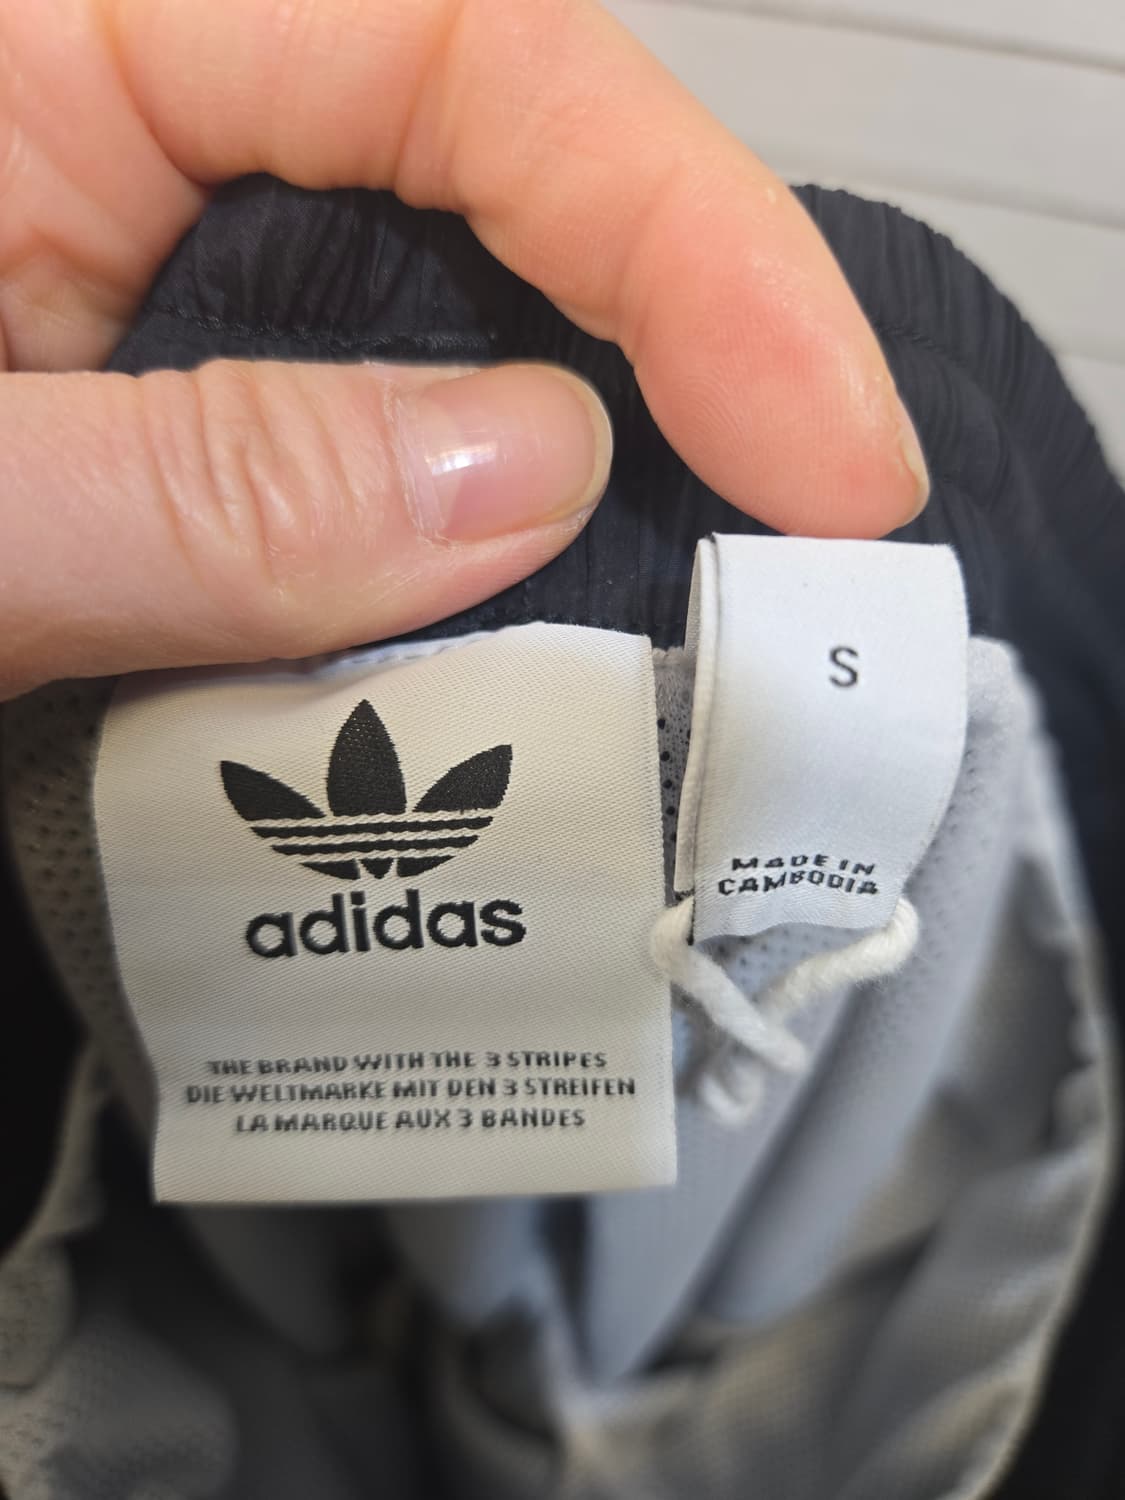 adidas
THE BRAND WITH THE 3 STRIPES
DIE WELTMARKE MIT DEN 3 STREIFEN
LA MARQUE AUX 3 BANDES
S
MADE IN
CAMBODIA